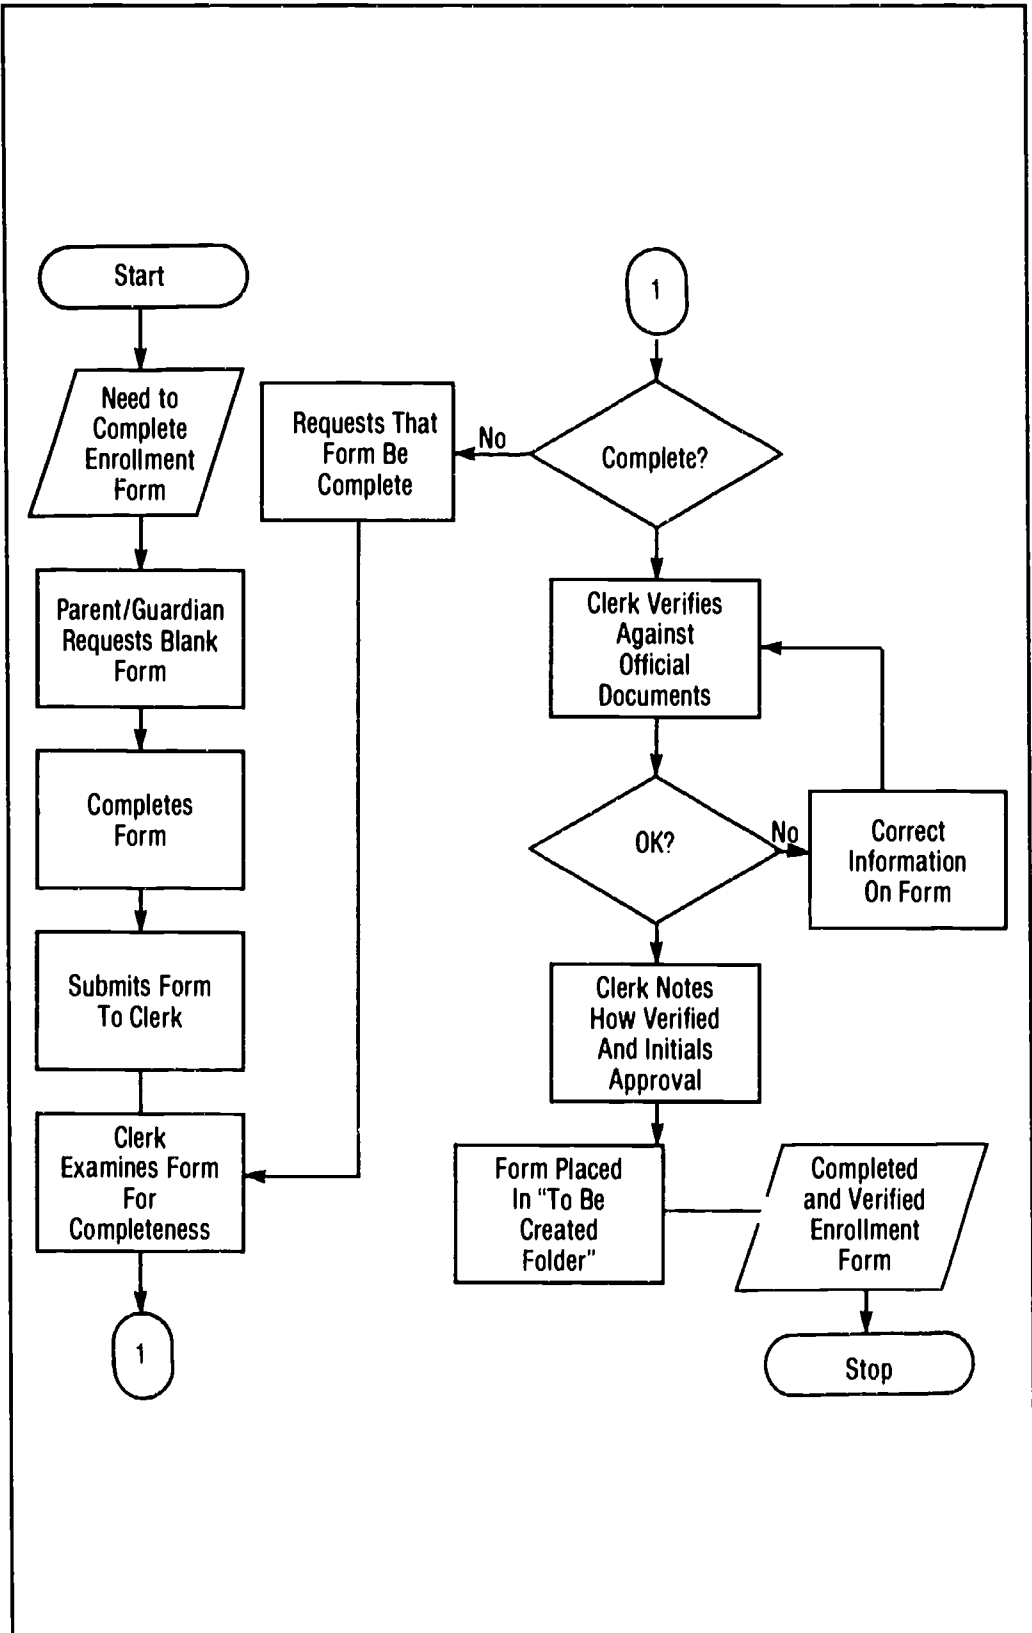 Start
Need to
Complete
Enrollment
Form
Parent/Guardian
Requests Blank
Form
Completes
Form
Submits Form
To Clerk
Clerk
Examines Form
For
Completeness
1
Requests That
Form Be
Complete
1
Complete?
No
Clerk Verifies
Against
Official
Documents
OK?
No
Correct
Information
On Form
Clerk Notes
How Verified
And Initials
Approval
Form Placed
In “To Be
Created
Folder”
Completed
and Verified
Enrollment
Form
Stop